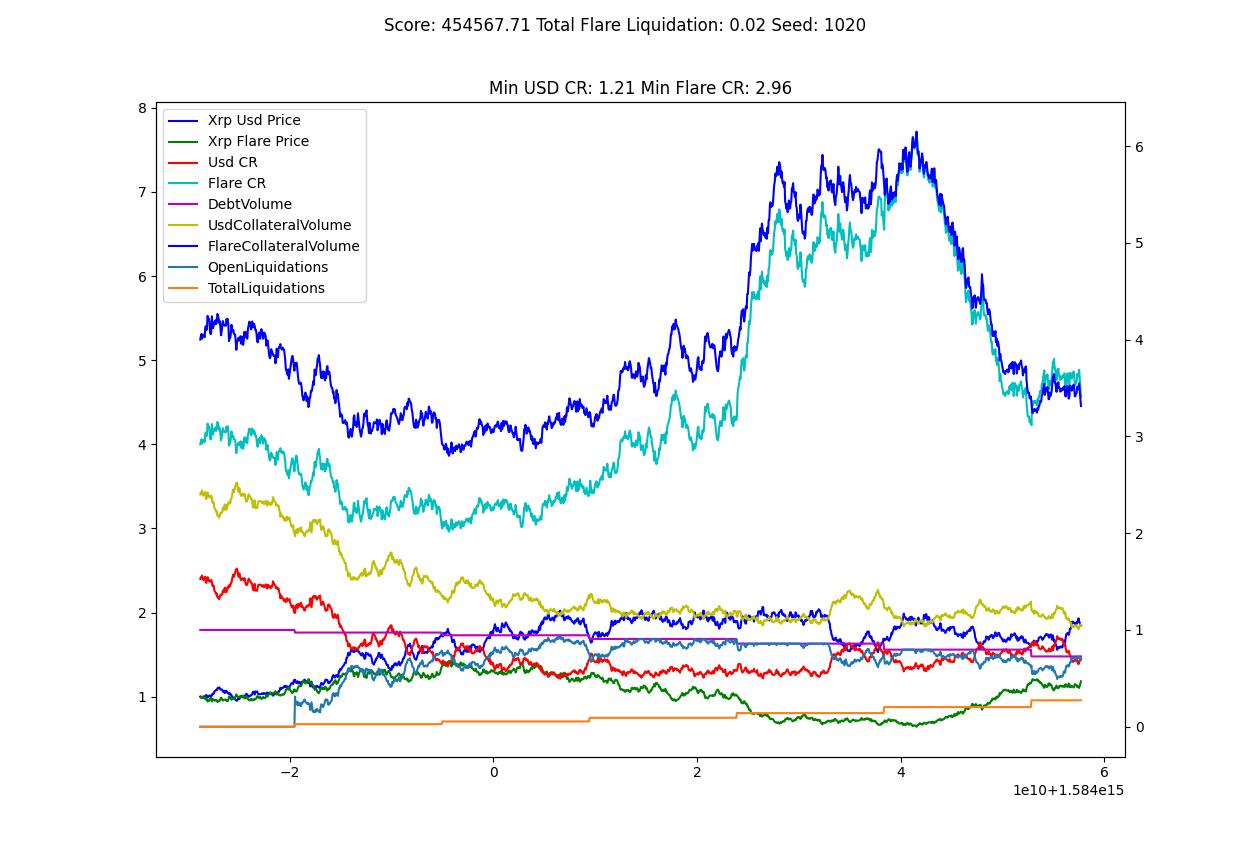 Score: 454567.71 Total Flare Liquidation: 0.02 Seed: 1020
Min USD CR: 1.21 Min Flare CR: 2.96
Xrp Usd Price
Xrp Flare Price
Usd CR
Flare CR
DebtVolume
UsdCollateralVolume
FlareCollateralVolume
OpenLiquidations
TotalLiquidations
8
7
6
5
4
3
2
1
6
5
4
3
2
1
0
−2
0
2
4
6
1e10+1.584e15